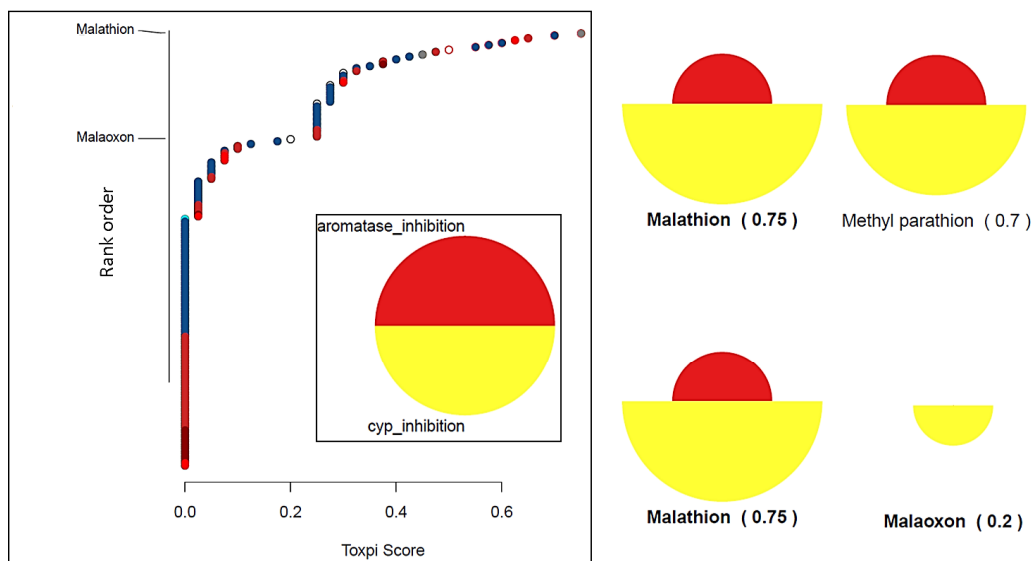 Malathion
Malaoxon
Rank order
aromatase_inhibition
cyp_inhibition
0.0 0.2 0.4 0.6
Toxpi Score
Malathion ( 0.75 )
Methyl parathion ( 0.7 )
Malathion ( 0.75 )
Malaoxon ( 0.2 )